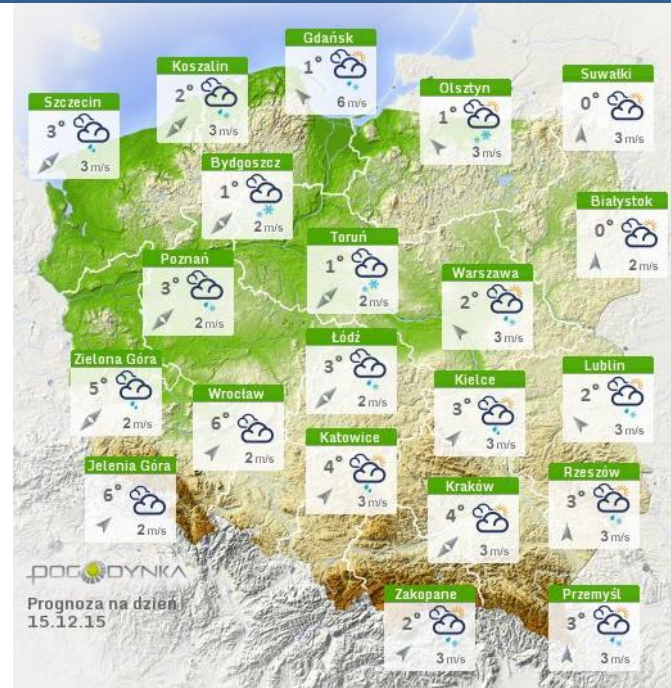 Gdańsk
1°
6 m/s
Koszalin
2°
3 m/s
Olsztyn
1°
3 m/s
Suwałki
0°
3 m/s
Szczecin
3°
3 m/s
Bydgoszcz
1°
2 m/s
Białystok
0°
2 m/s
Toruń
1°
2 m/s
Poznań
3°
2 m/s
Warszawa
2°
3 m/s
Łódź
3°
2 m/s
Zielona Góra
5°
2 m/s
Wrocław
6°
2 m/s
Kielce
3°
3 m/s
Lublin
2°
3 m/s
Katowice
4°
3 m/s
Jelenia Góra
6°
2 m/s
Kraków
4°
3 m/s
Rzeszów
3°
3 m/s
POGODYNKA
Prognoza na dzień
15.12.15
Zakopane
2°
3 m/s
Przemyśl
3°
3 m/s